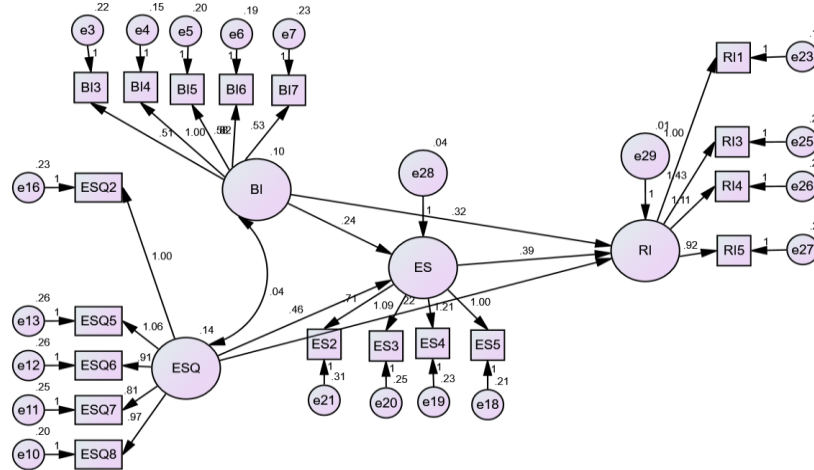 .22 .15 .20 .19 .23
e3 e4 e5 e6 e7
1 1 1 1 1
BI3 BI4 BI5 BI6 BI7
.51 1.00 .53
.10
BI
.23
e16 1 ESQ2
1.00
.04
e28
1
.24 .32
.01
e29
1
RI
1.00
1.11
.92
RI1 1 e23
RI3 1 e25
RI4 1 e26
RI5 1 e27
.39
ES
.04
.46 .71 1.09 .22 1.21 1.00
.14
ESQ
.26
e13 1 ESQ5 1.06
.26
e12 1 ESQ6 .91
.25
e11 1 ESQ7 .81
.20
e10 1 ESQ8 .97
ES2 ES3 ES4 ES5
1 1 1 1
.31 .25 .23 .21
e21 e20 e19 e18